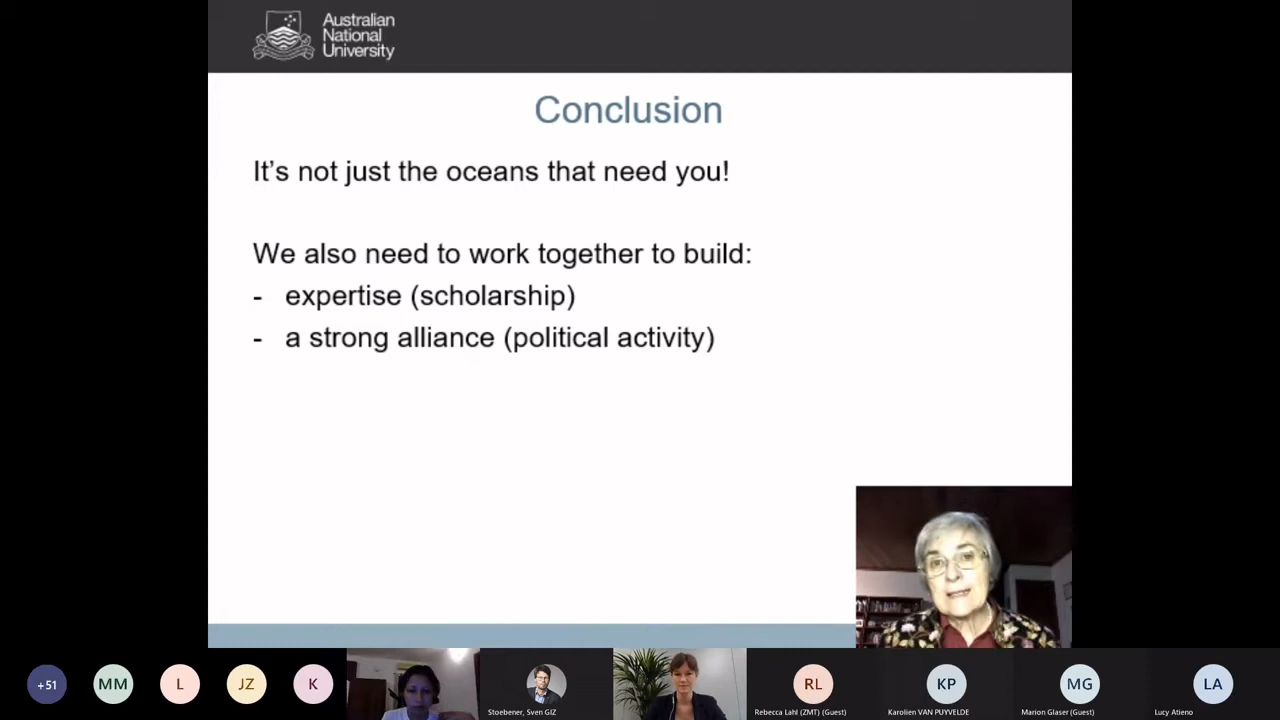 Australian
National
University
Conclusion
It's not just the oceans that need you!
We also need to work together to build:
- expertise (scholarship)
- a strong alliance (political activity)
+51
MM
L
JZ
K
Stoebener, Sven GIZ
RL
Rebecca Lahl (ZMT) (Guest)
KP
Karolien VAN PUYVELDE
MG
Marion Glaser (Guest)
LA
Lucy Atieno